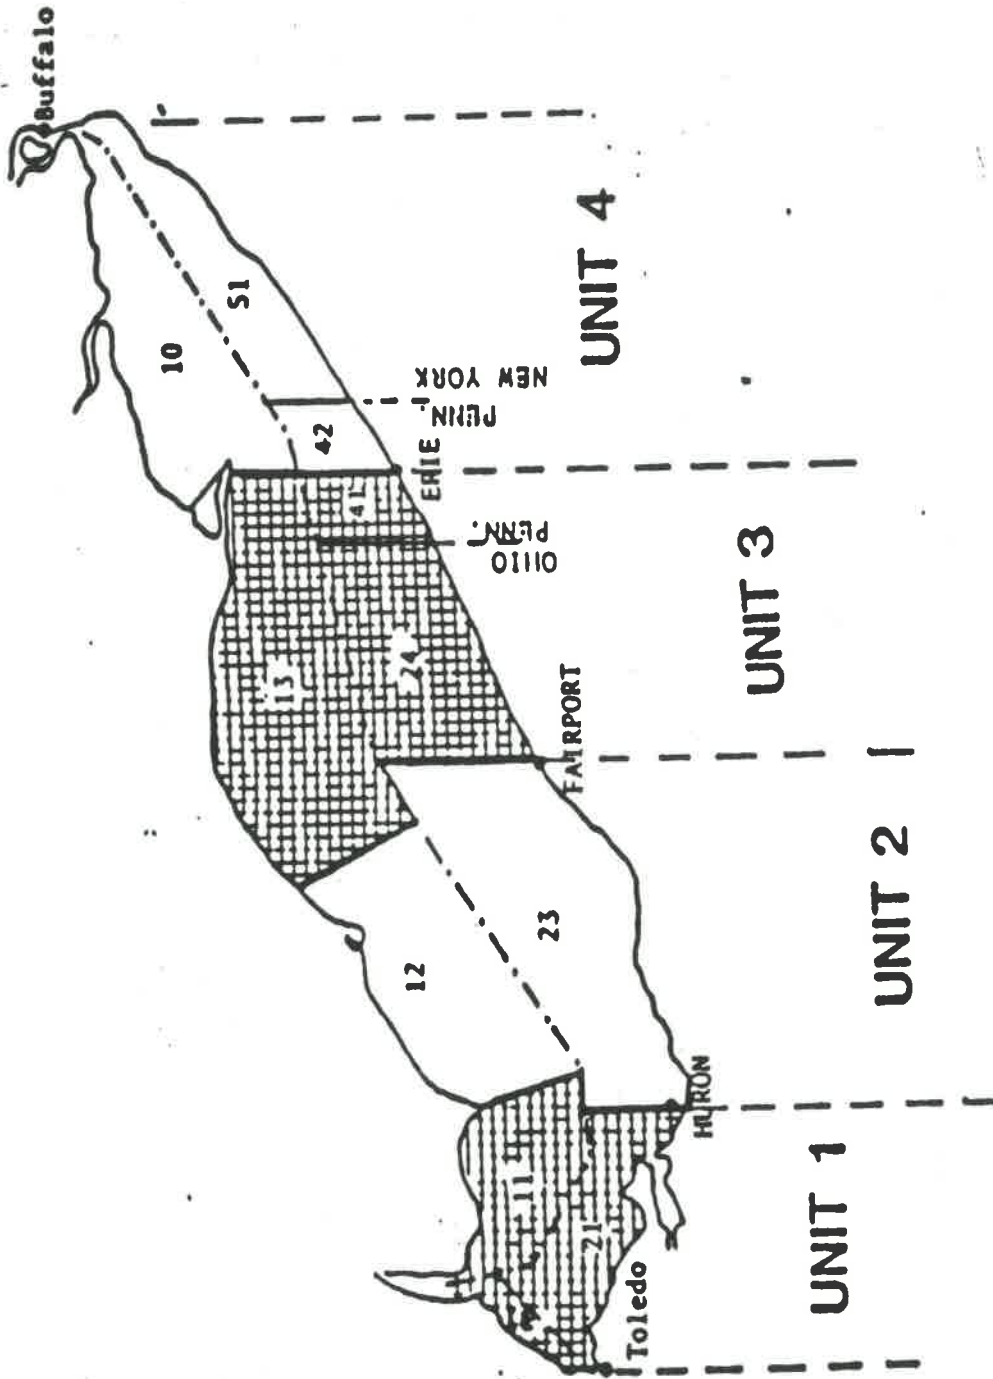 Buffalo
10
51
42
NEW YORK
PENN.
ERIE
41
PENN.
OHIO
13
24
FAIRPORT
12
23
HURON
11
21
Toledo
UNIT 1
UNIT 2
UNIT 3
UNIT 4